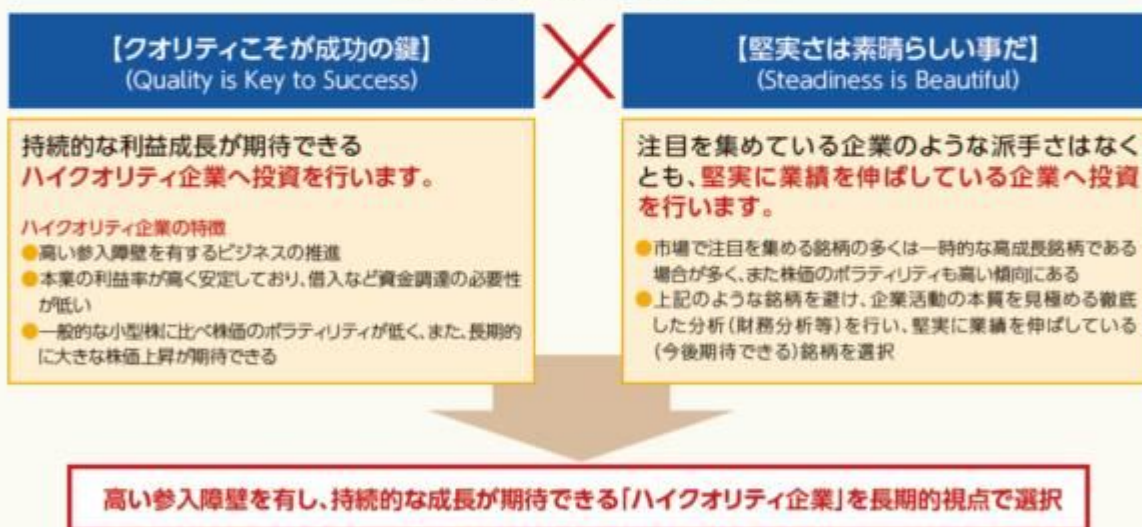 【クオリティこそが成功の鍵】
(Quality is Key to Success)
持続的な利益成長が期待できる
ハイクオリティ企業へ投資を行います。
ハイクオリティ企業の特徴
●高い参入障壁を有するビジネスの推進
●本業の利益率が高く安定しており、借入など資金調達の必要性
が低い
●一般的な小型株に比べ株価のボラティリティが低く、また、長期的
に大きな株価上昇が期待できる
【堅実さは素晴らしい事だ】
(Steadiness is Beautiful)
注目を集めている企業のような派手さはなく
とも、堅実に業績を伸ばしている企業へ投資
を行います。
●市場で注目を集める銘柄の多くは一時的な高成長銘柄である
場合が多く、また株価のボラティリティも高い傾向にある
●上記のような銘柄を避け、企業活動の本質を見極める徹底
した分析(財務分析等)を行い、堅実に業績を伸ばしている
(今後期待できる)銘柄を選択
高い参入障壁を有し、持続的な成長が期待できる「ハイクオリティ企業」を長期的視点で選択